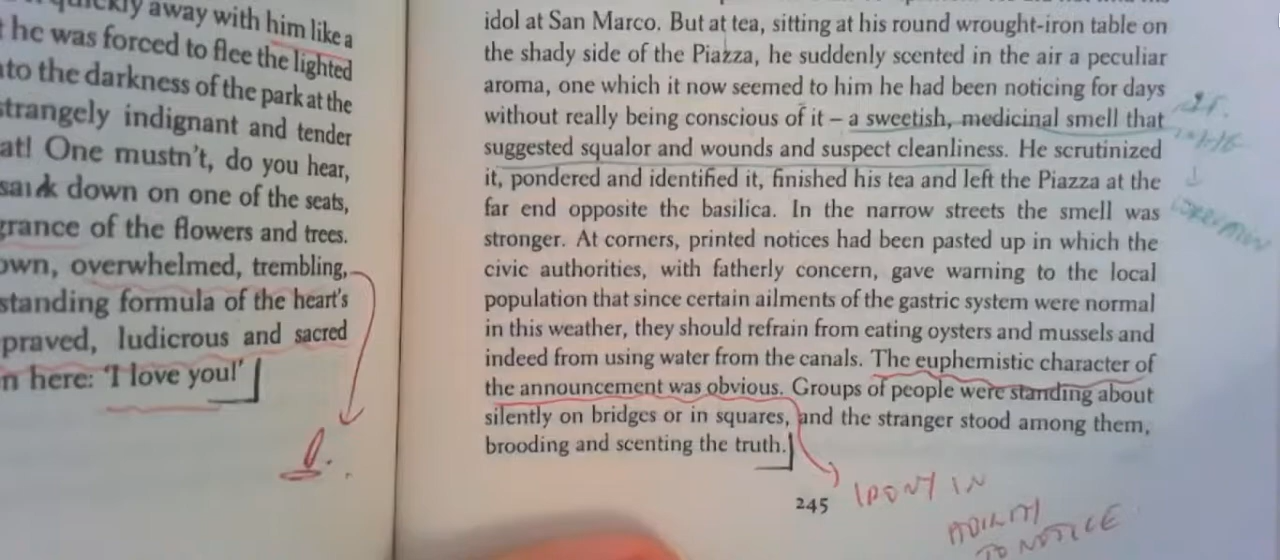 quickly away with him like a
he was forced to flee the lighted
to the darkness of the park at the
strangely indignant and tender
at! One mustn't, do you hear,
sank down on one of the seats,
grance of the flowers and trees.
own, overwhelmed, trembling,
standing formula of the heart's
praved, ludicrous and sacred
n here: 'I love you!'
idol at San Marco. But at tea, sitting at his round wrought-iron table on
the shady side of the Piazza, he suddenly scented in the air a peculiar
aroma, one which it now seemed to him he had been noticing for days
without really being conscious of it – a sweetish, medicinal smell that
suggested squalor and wounds and suspect cleanliness. He scrutinized
it, pondered and identified it, finished his tea and left the Piazza at the
far end opposite the basilica. In the narrow streets the smell was
stronger. At corners, printed notices had been pasted up in which the
civic authorities, with fatherly concern, gave warning to the local
population that since certain ailments of the gastric system were normal
in this weather, they should refrain from eating oysters and mussels and
indeed from using water from the canals. The euphemistic character of
the announcement was obvious. Groups of people were standing about
silently on bridges or in squares, and the stranger stood among them,
brooding and scenting the truth.
245
IRONY IN
ABILITY
TO NOTICE